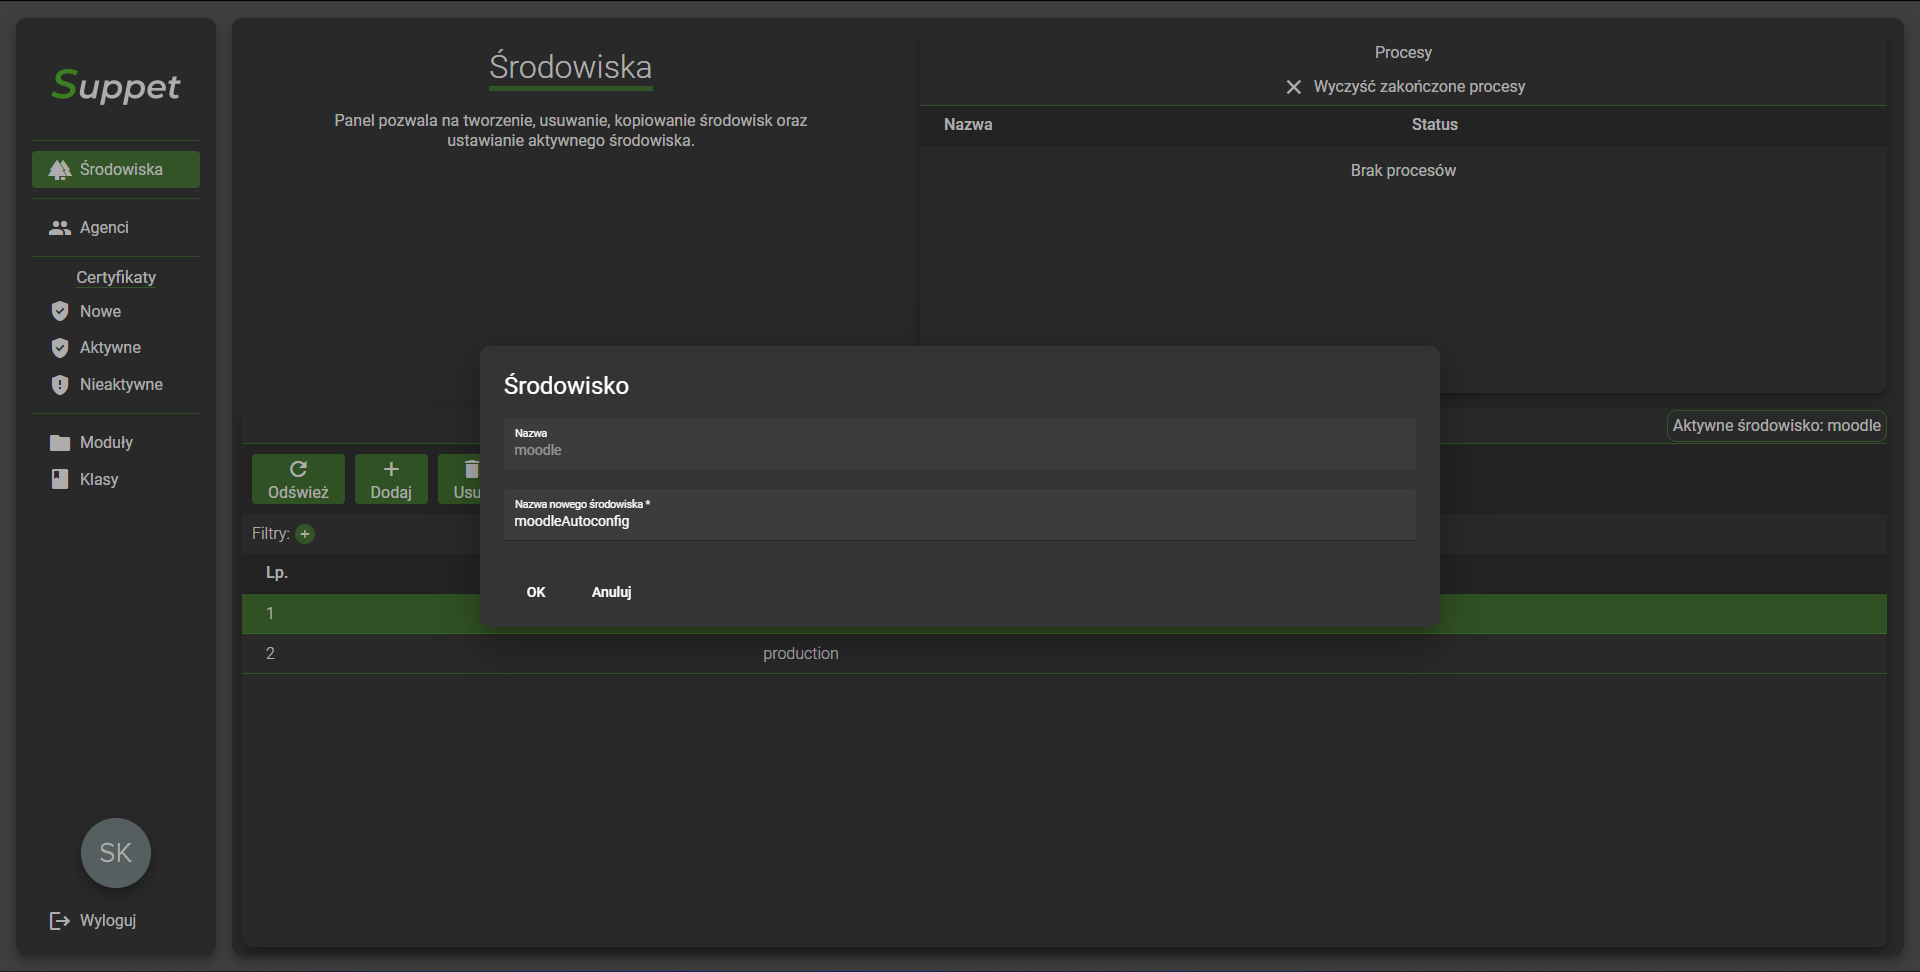 Suppet
Środowiska
Agenci
Certyfikaty
Nowe
Aktywne
Nieaktywne
Moduły
Klasy
SK
Wyloguj
Środowiska
Panel pozwala na tworzenie, usuwanie, kopiowanie środowisk oraz
ustawianie aktywnego środowiska.
Procesy
Wyczyść zakończone procesy
Nazwa Status
Brak procesów
Aktywne środowisko: moodle
Odśwież Dodaj Usu
Filtry:
Lp.
1
2 production
Środowisko
Nazwa
moodle
Nazwa nowego środowiska *
moodleAutoconfig
OK Anuluj